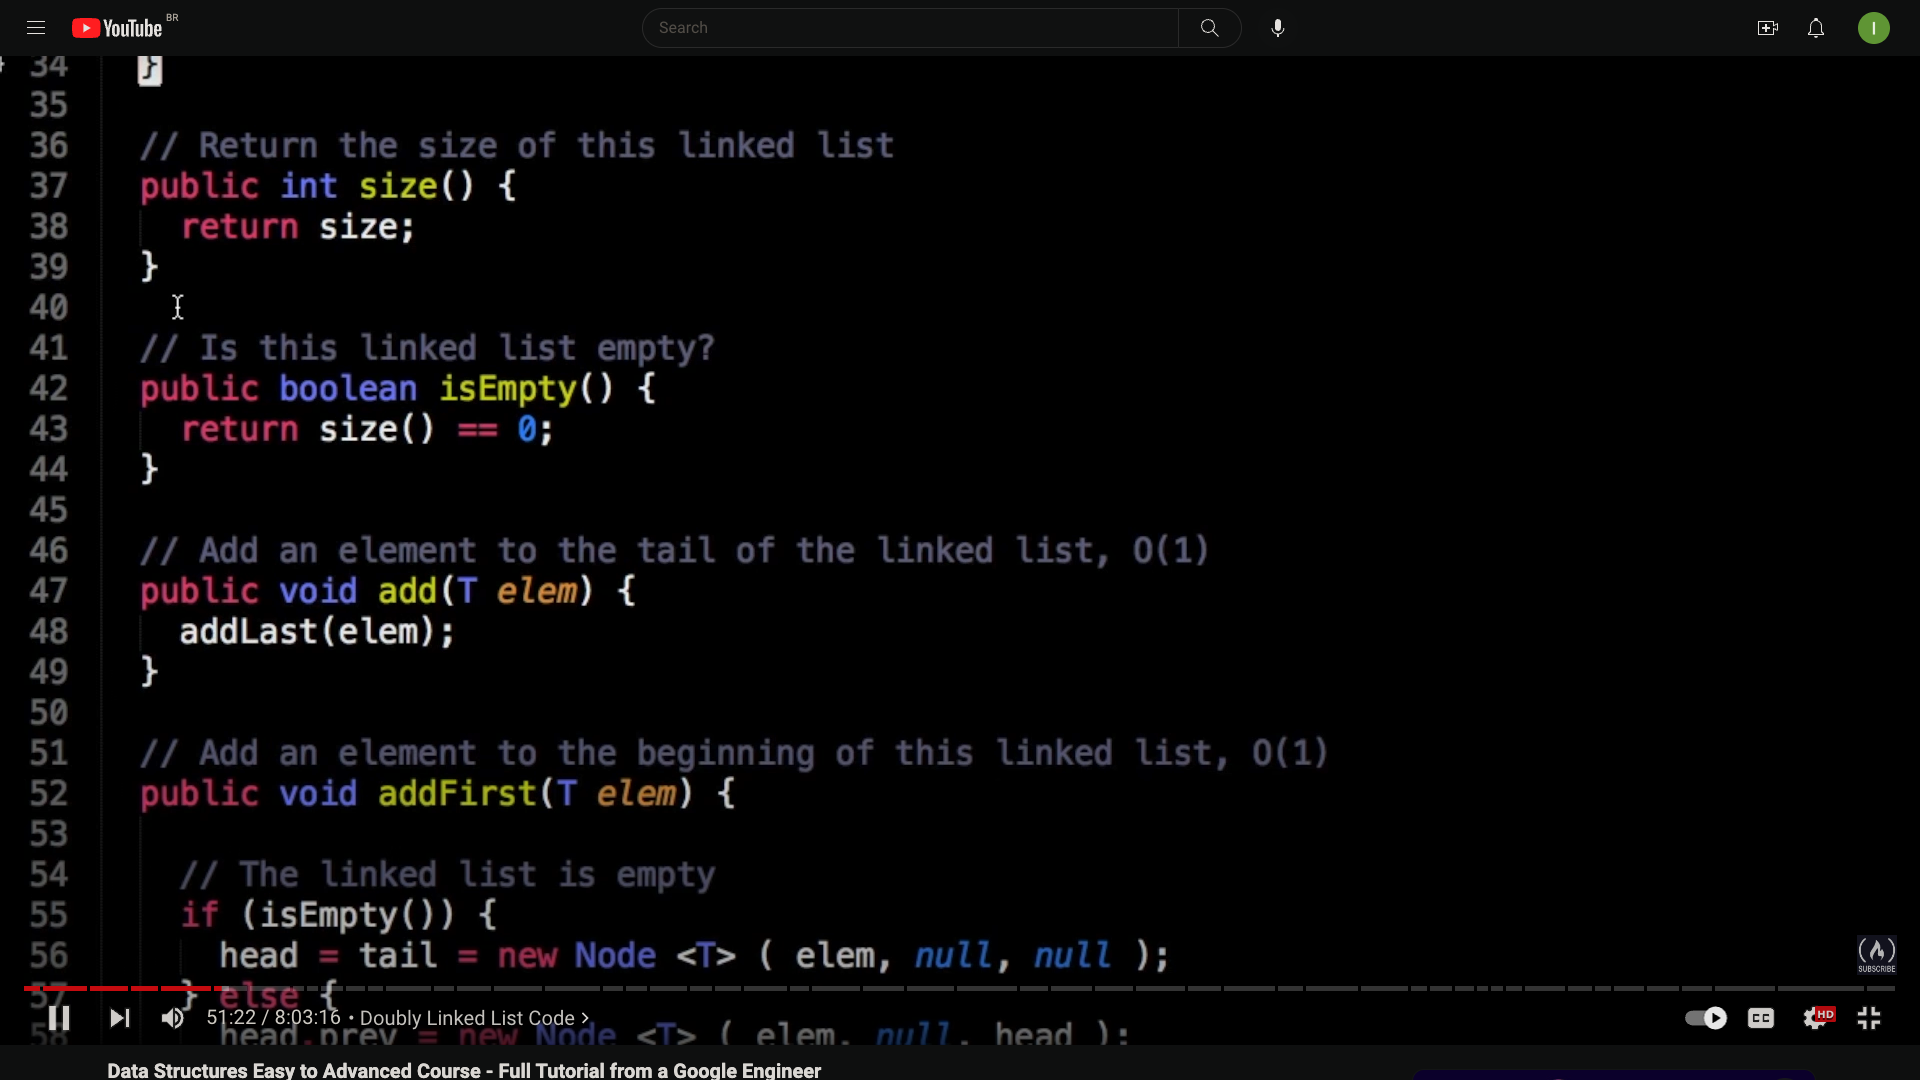 YouTube BR
Search
I
34 }
35
36 // Return the size of this linked list
37 public int size() {
38 return size;
39 }
40
41 // Is this linked list empty?
42 public boolean isEmpty() {
43 return size() == 0;
44 }
45
46 // Add an element to the tail of the linked list, O(1)
47 public void add(T elem) {
48 addLast(elem);
49 }
50
51 // Add an element to the beginning of this linked list, O(1)
52 public void addFirst(T elem) {
53
54 // The linked list is empty
55 if (isEmpty()) {
56 head = tail = new Node <T> ( elem, null, null );
SUBSCRIBE
57 } else {
51:22 / 8:03:16 • Doubly Linked List Code >
CC HD
58 head.prev = new Node <T> ( elem, null, head );
Data Structures Easy to Advanced Course - Full Tutorial from a Google Engineer